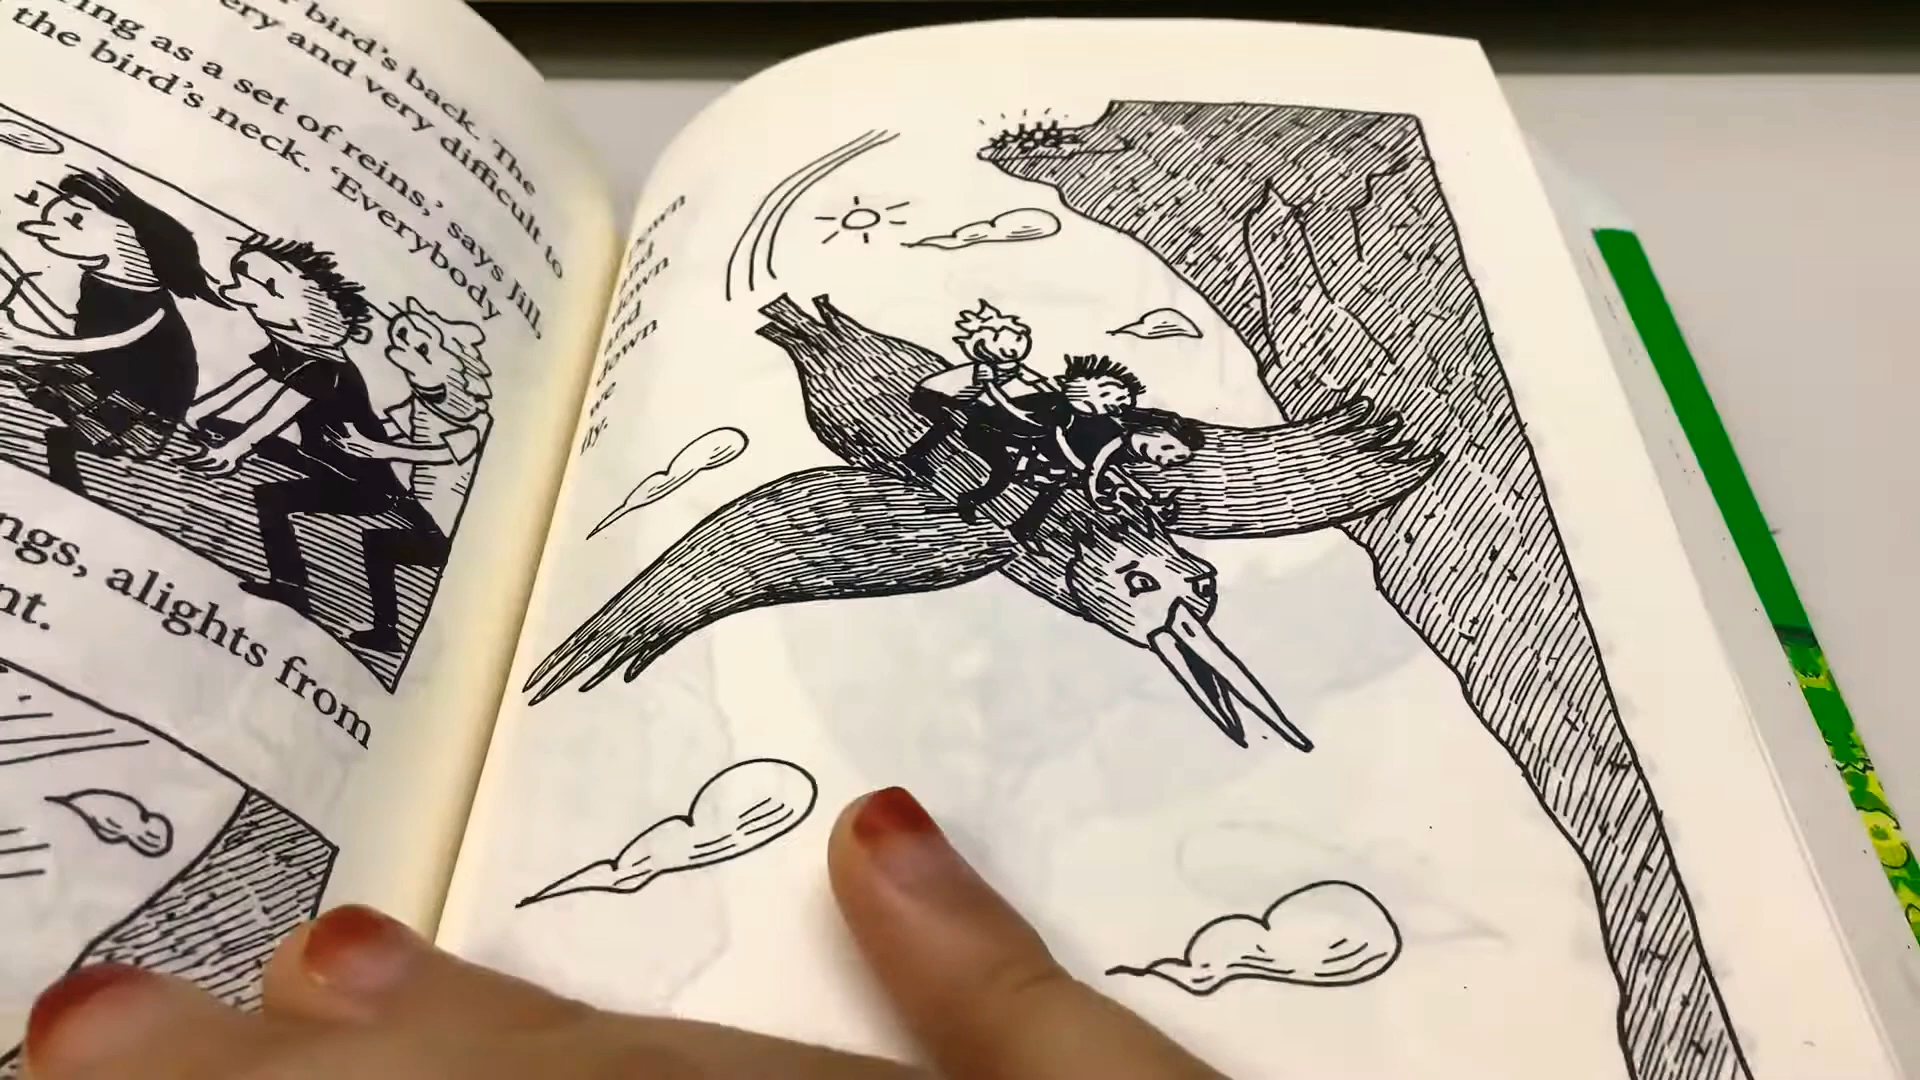 bird's back. The
ery and very difficult to
ring as a set of reins,' says Jill,
the bird's neck. 'Everybody
ngs, alights from
nt.
Down
and
down
and
down
we
fly.